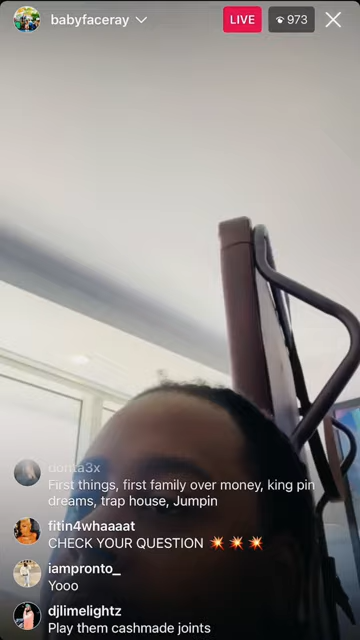 babyfaceray
LIVE
973
donta3x
First things, first family over money, king pin
dreams, trap house, Jumpin
fitin4whaaaat
CHECK YOUR QUESTION 💥 💥 💥
iampronto_
Yooo
djlimelightz
Play them cashmade joints